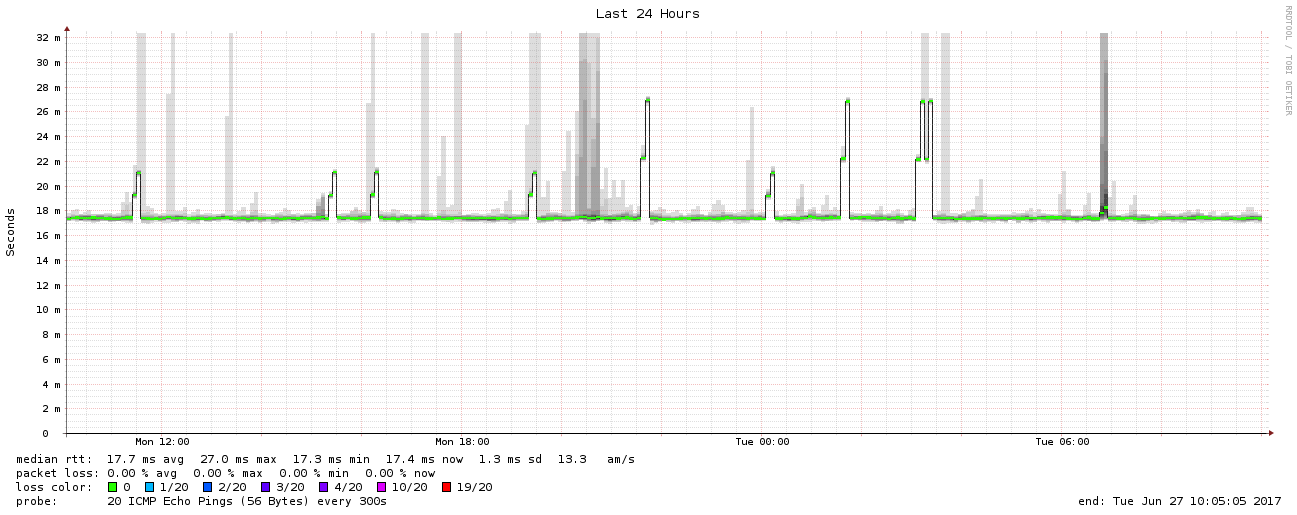 Last 24 Hours
RRDTOOL / TOBI OETIKER
Seconds
32 m
30 m
28 m
26 m
24 m
22 m
20 m
18 m
16 m
14 m
12 m
10 m
8 m
6 m
4 m
2 m
0
Mon 12:00 Mon 18:00 Tue 00:00 Tue 06:00
median rtt: 17.7 ms avg 27.0 ms max 17.3 ms min 17.4 ms now 1.3 ms sd 13.3 am/s
packet loss: 0.00 % avg 0.00 % max 0.00 % min 0.00 % now
loss color: 0 1/20 2/20 3/20 4/20 10/20 19/20
probe: 20 ICMP Echo Pings (56 Bytes) every 300s end: Tue Jun 27 10:05:05 2017